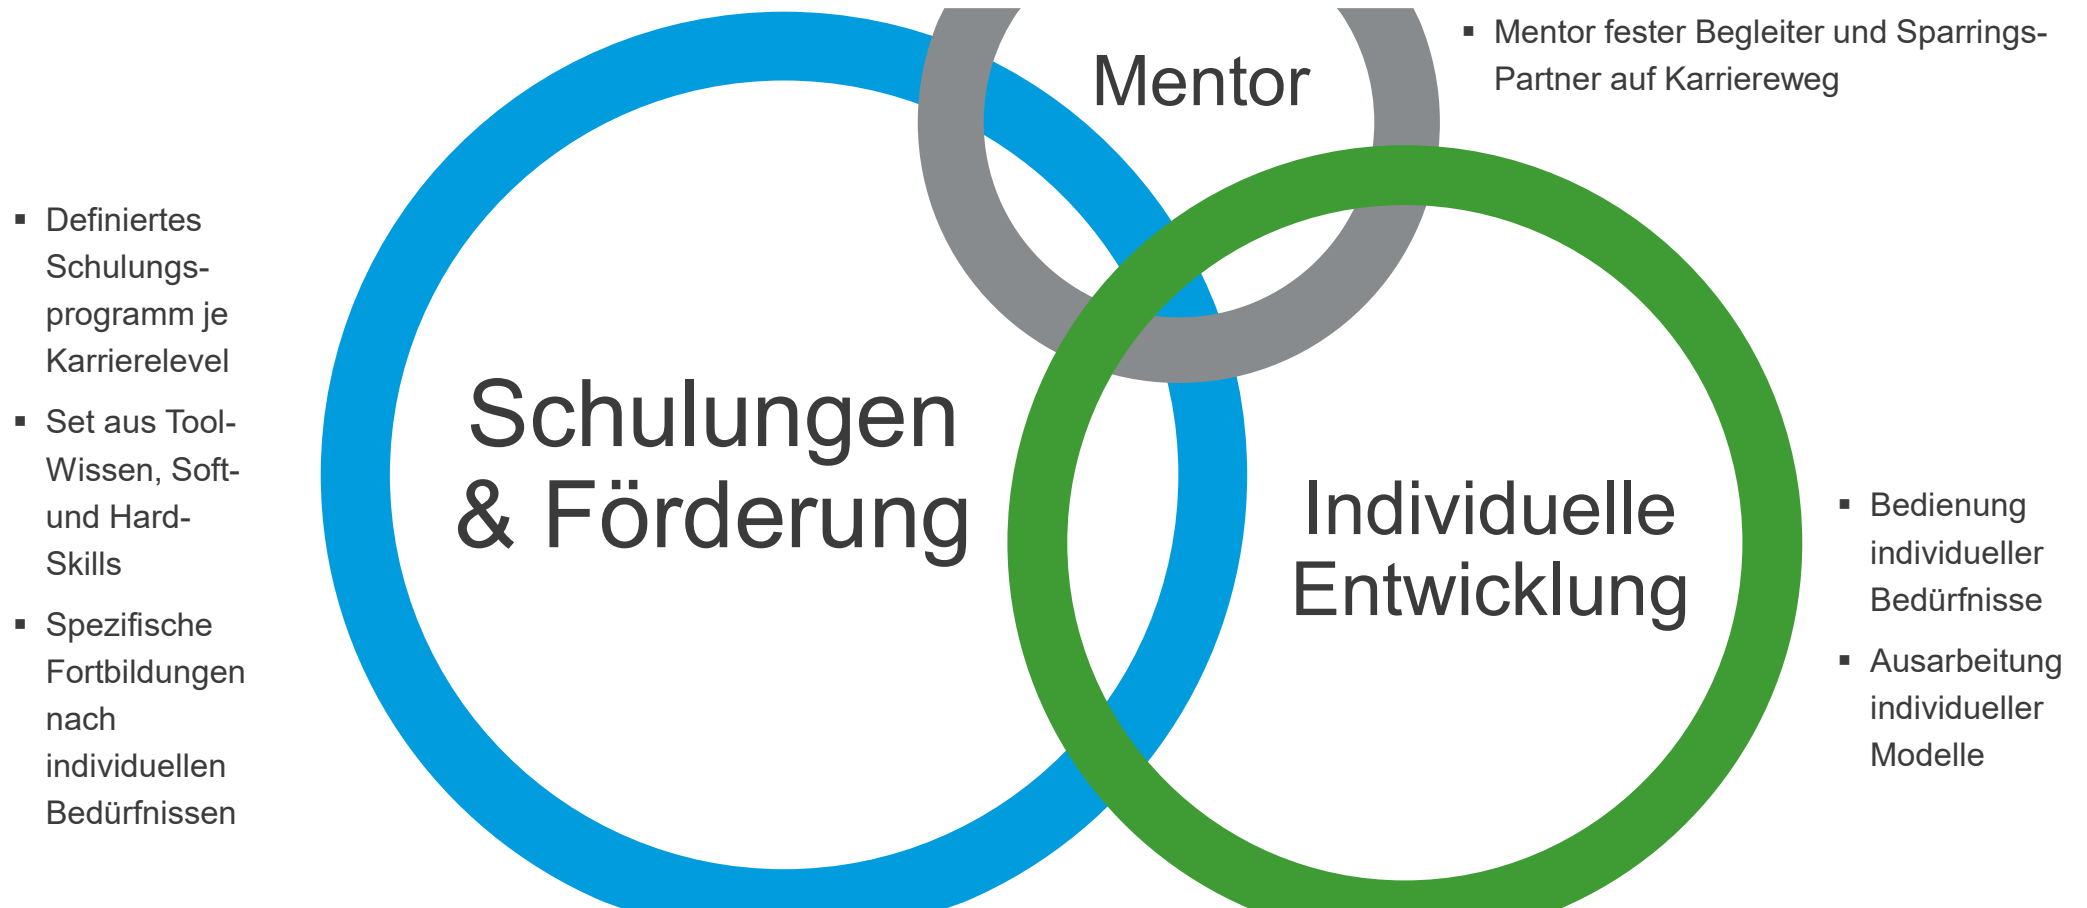 Mentor
▪ Mentor fester Begleiter und Sparrings-
Partner auf Karriereweg
▪ Definiertes
Schulungs-
programm je
Karrierelevel
▪ Set aus Tool-
Wissen, Soft-
und Hard-
Skills
▪ Spezifische
Fortbildungen
nach
individuellen
Bedürfnissen
Schulungen
& Förderung
Individuelle
Entwicklung
▪ Bedienung
individueller
Bedürfnisse
▪ Ausarbeitung
individueller
Modelle